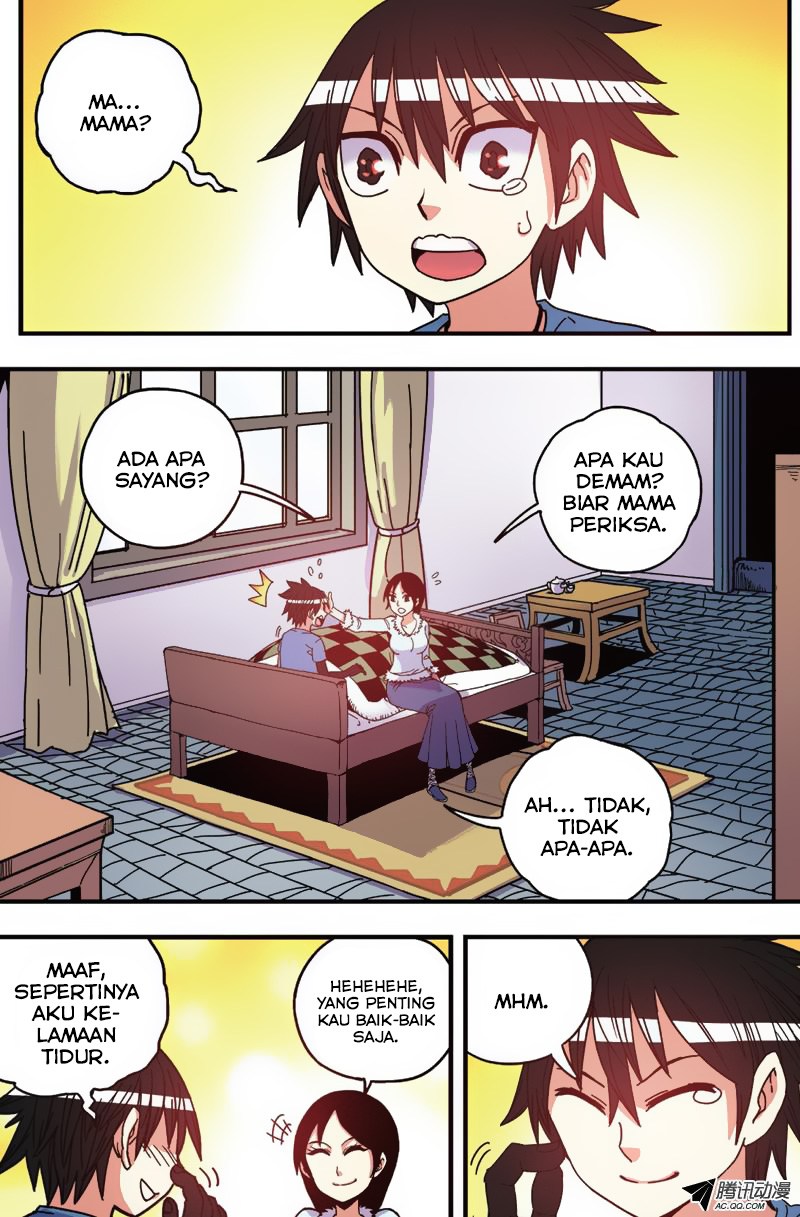 MA...
MAMA?
ADA APA
SAYANG?
APA KAU
DEMAM?
BIAR MAMA
PERIKSA.
AH... TIDAK,
TIDAK
APA-APA.
MAAF,
SEPERTINYA
AKU KE-
LAMAAN
TIDUR.
HEHEHEHE,
YANG PENTING
KAU BAIK-BAIK
SAJA.
MHM.
腾讯动漫
AC.QQ.COM